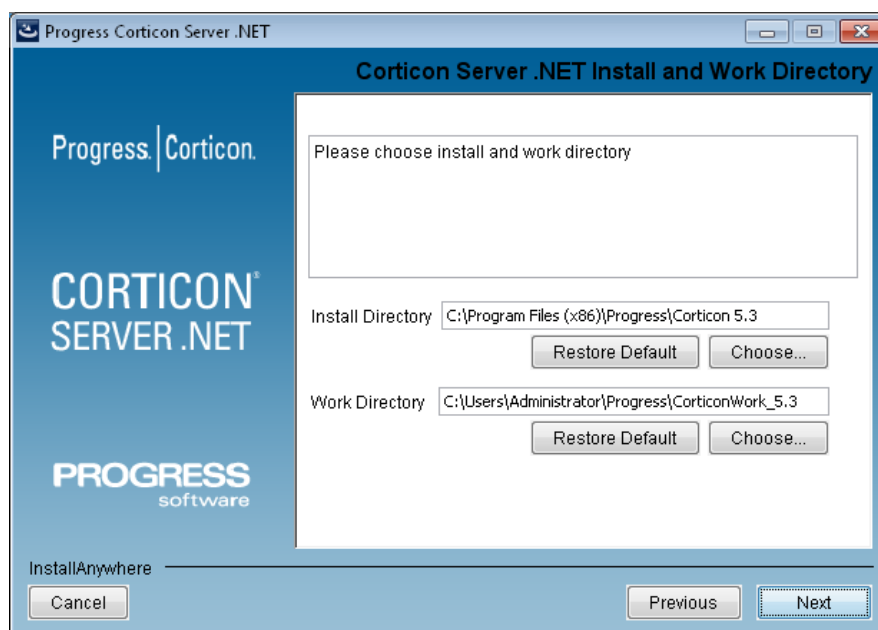 Progress Corticon Server .NET
Corticon Server .NET Install and Work Directory
Progress. Corticon.
CORTICON®
SERVER .NET
PROGRESS
software
Please choose install and work directory
Install Directory C:\Program Files (x86)\Progress\Corticon 5.3
Restore Default Choose...
Work Directory C:\Users\Administrator\Progress\CorticonWork_5.3
Restore Default Choose...
InstallAnywhere
Cancel Previous Next